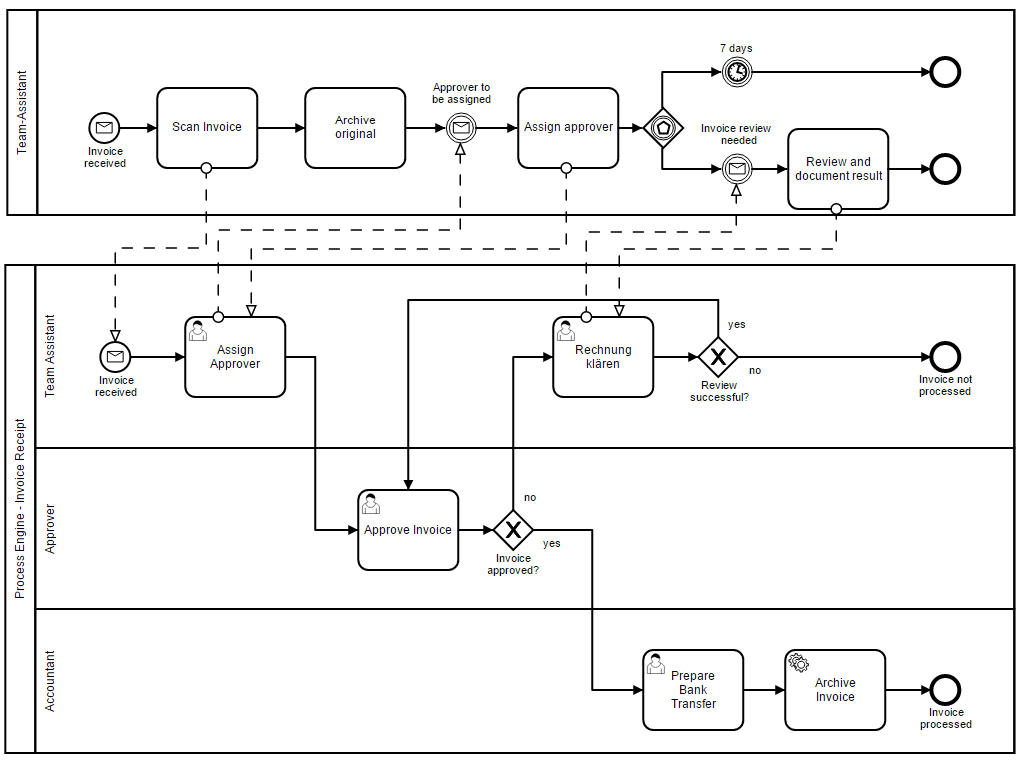 Team-Assistant
7 days
Approver to
be assigned
Scan Invoice
Archive
original
Assign approver
Invoice review
needed
Invoice
received
Review and
document result
Process Engine - Invoice Receipt
Team Assistant
Assign
Approver
Rechnung
klären
yes
no
Invoice
received
Review
successful?
Invoice not
processed
Approver
no
Approve Invoice
yes
Invoice
approved?
Accountant
Prepare
Bank
Transfer
Archive
Invoice
Invoice
processed